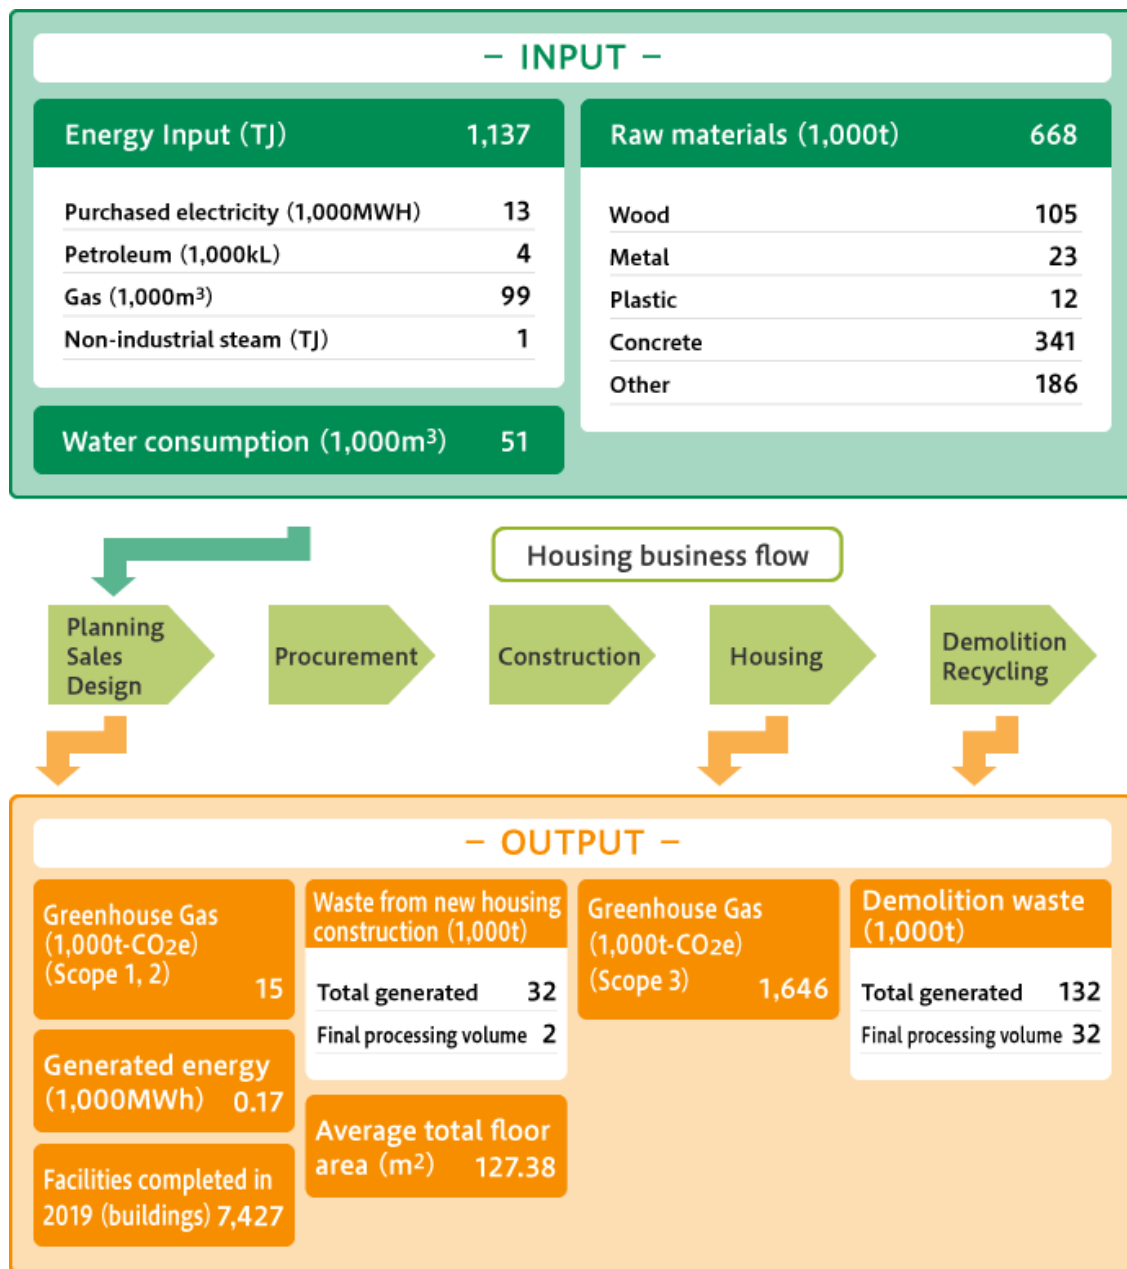 – INPUT –
Energy Input (TJ) 1,137
Purchased electricity (1,000MWH) 13
Petroleum (1,000kL) 4
Gas (1,000m³) 99
Non-industrial steam (TJ) 1
Water consumption (1,000m³) 51
Raw materials (1,000t) 668
Wood 105
Metal 23
Plastic 12
Concrete 341
Other 186
Housing business flow
Planning
Sales
Design
Procurement
Construction
Housing
Demolition
Recycling
– OUTPUT –
Greenhouse Gas
(1,000t-CO2e)
(Scope 1, 2) 15
Generated energy
(1,000MWh) 0.17
Facilities completed in
2019 (buildings) 7,427
Waste from new housing
construction (1,000t)
Total generated 32
Final processing volume 2
Average total floor
area (m²) 127.38
Greenhouse Gas
(1,000t-CO2e)
(Scope 3) 1,646
Demolition waste
(1,000t)
Total generated 132
Final processing volume 32